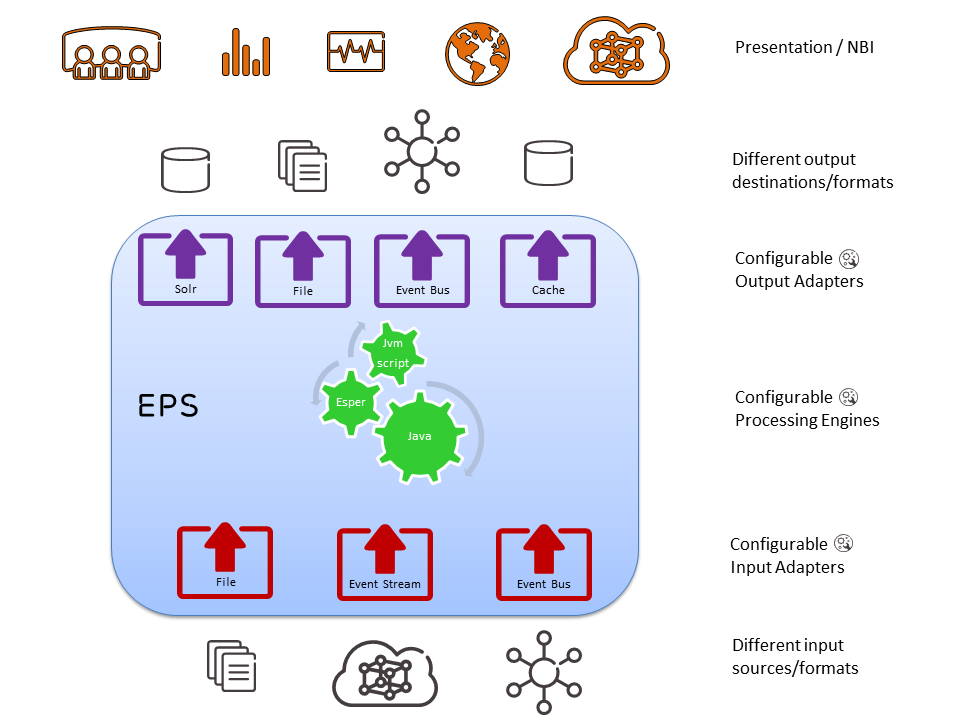 Presentation / NBI
Different output
destinations/formats
Configurable
Output Adapters
Solr
File
Event Bus
Cache
Jvm
script
Esper
Java
EPS
Configurable
Processing Engines
Configurable
Input Adapters
File
Event Stream
Event Bus
Different input
sources/formats